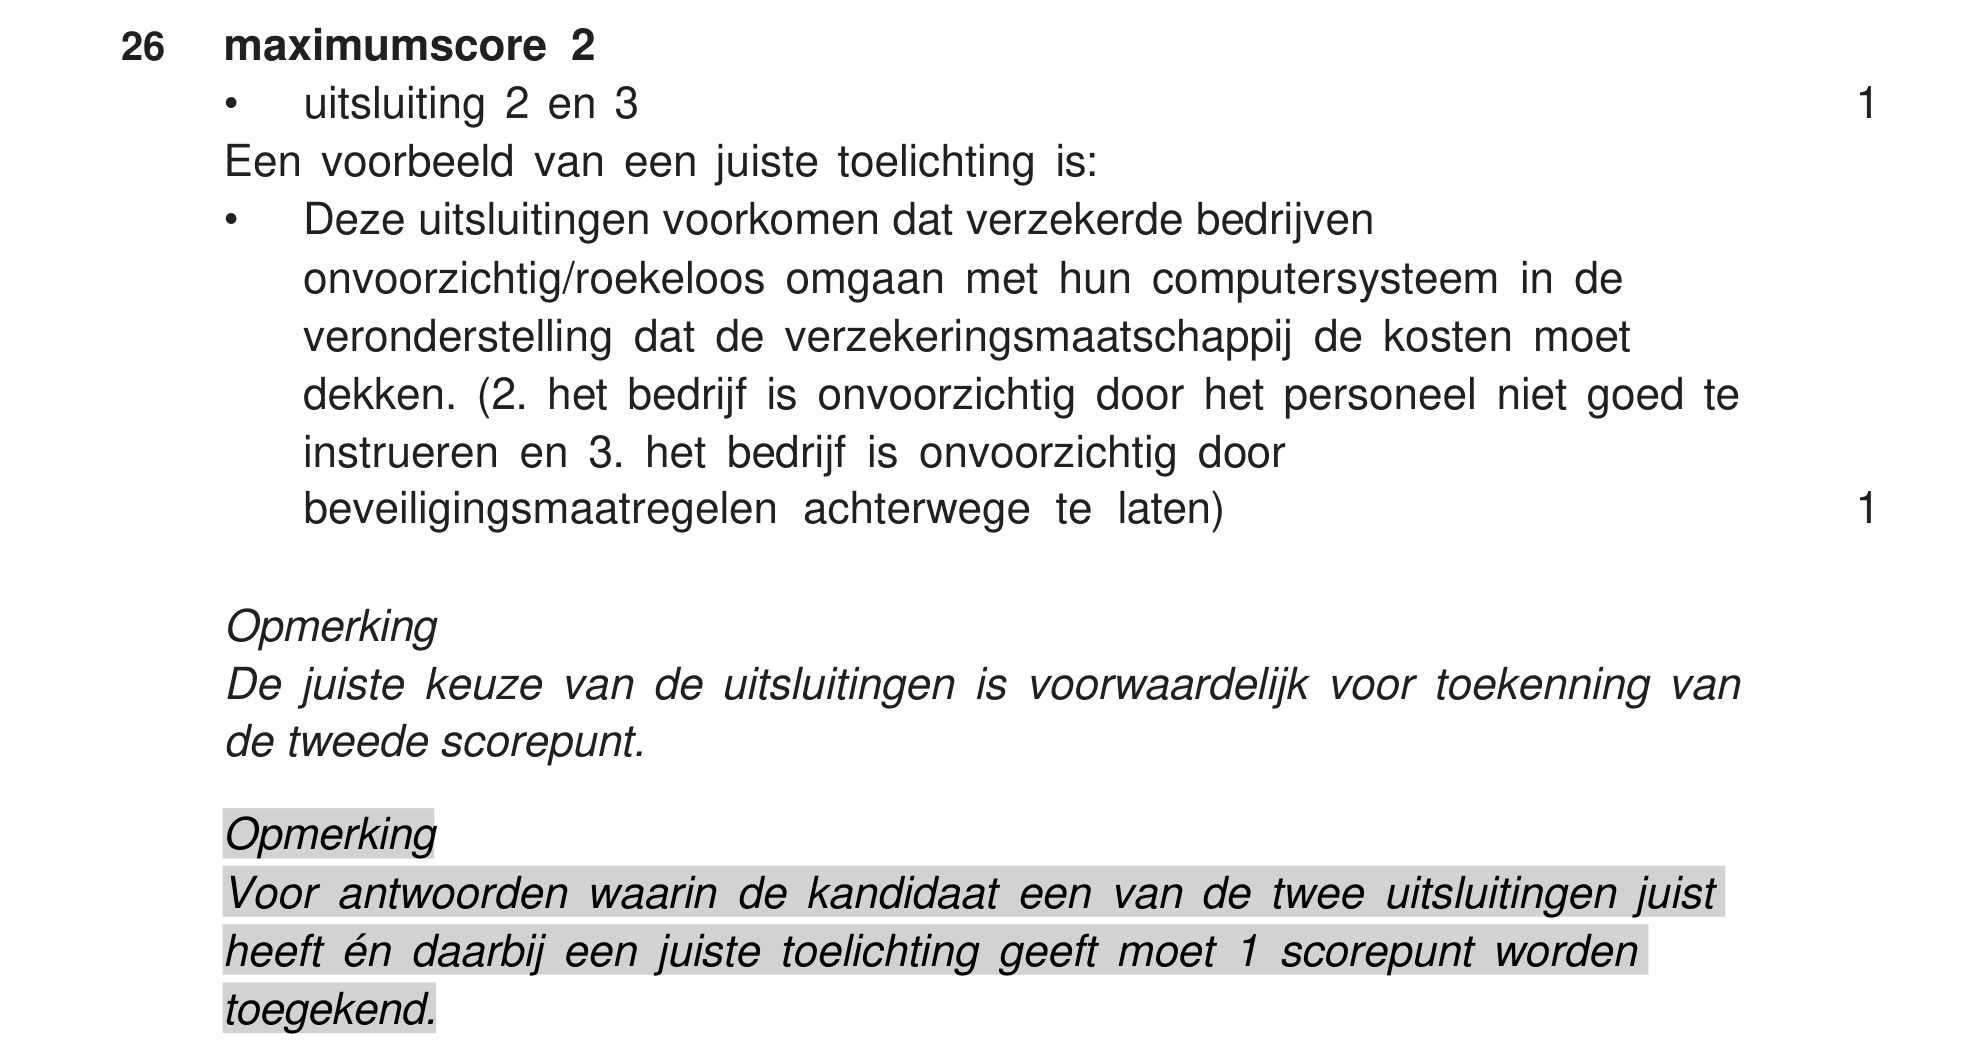 26 maximumscore 2
• uitsluiting 2 en 3 1
Een voorbeeld van een juiste toelichting is:
• Deze uitsluitingen voorkomen dat verzekerde bedrijven
onvoorzichtig/roekeloos omgaan met hun computersysteem in de
veronderstelling dat de verzekeringsmaatschappij de kosten moet
dekken. (2. het bedrijf is onvoorzichtig door het personeel niet goed te
instrueren en 3. het bedrijf is onvoorzichtig door
beveiligingsmaatregelen achterwege te laten) 1
Opmerking
De juiste keuze van de uitsluitingen is voorwaardelijk voor toekenning van
de tweede scorepunt.
Opmerking
Voor antwoorden waarin de kandidaat een van de twee uitsluitingen juist
heeft én daarbij een juiste toelichting geeft moet 1 scorepunt worden
toegekend.